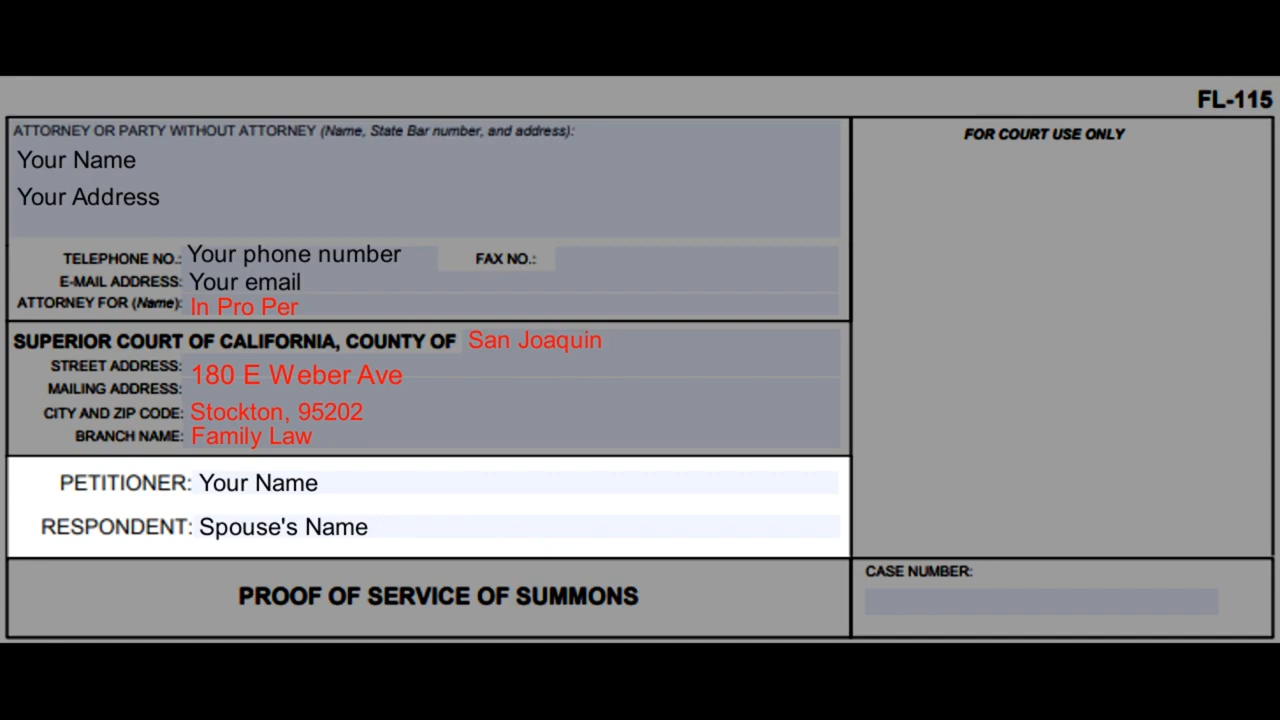 FL-115
ATTORNEY OR PARTY WITHOUT ATTORNEY (Name, State Bar number, and address):
Your Name
Your Address
TELEPHONE NO.: Your phone number FAX NO.:
E-MAIL ADDRESS: Your email
ATTORNEY FOR (Name): In Pro Per
FOR COURT USE ONLY
SUPERIOR COURT OF CALIFORNIA, COUNTY OF San Joaquin
STREET ADDRESS: 180 E Weber Ave
MAILING ADDRESS:
CITY AND ZIP CODE: Stockton, 95202
BRANCH NAME: Family Law
PETITIONER: Your Name
RESPONDENT: Spouse's Name
PROOF OF SERVICE OF SUMMONS
CASE NUMBER: